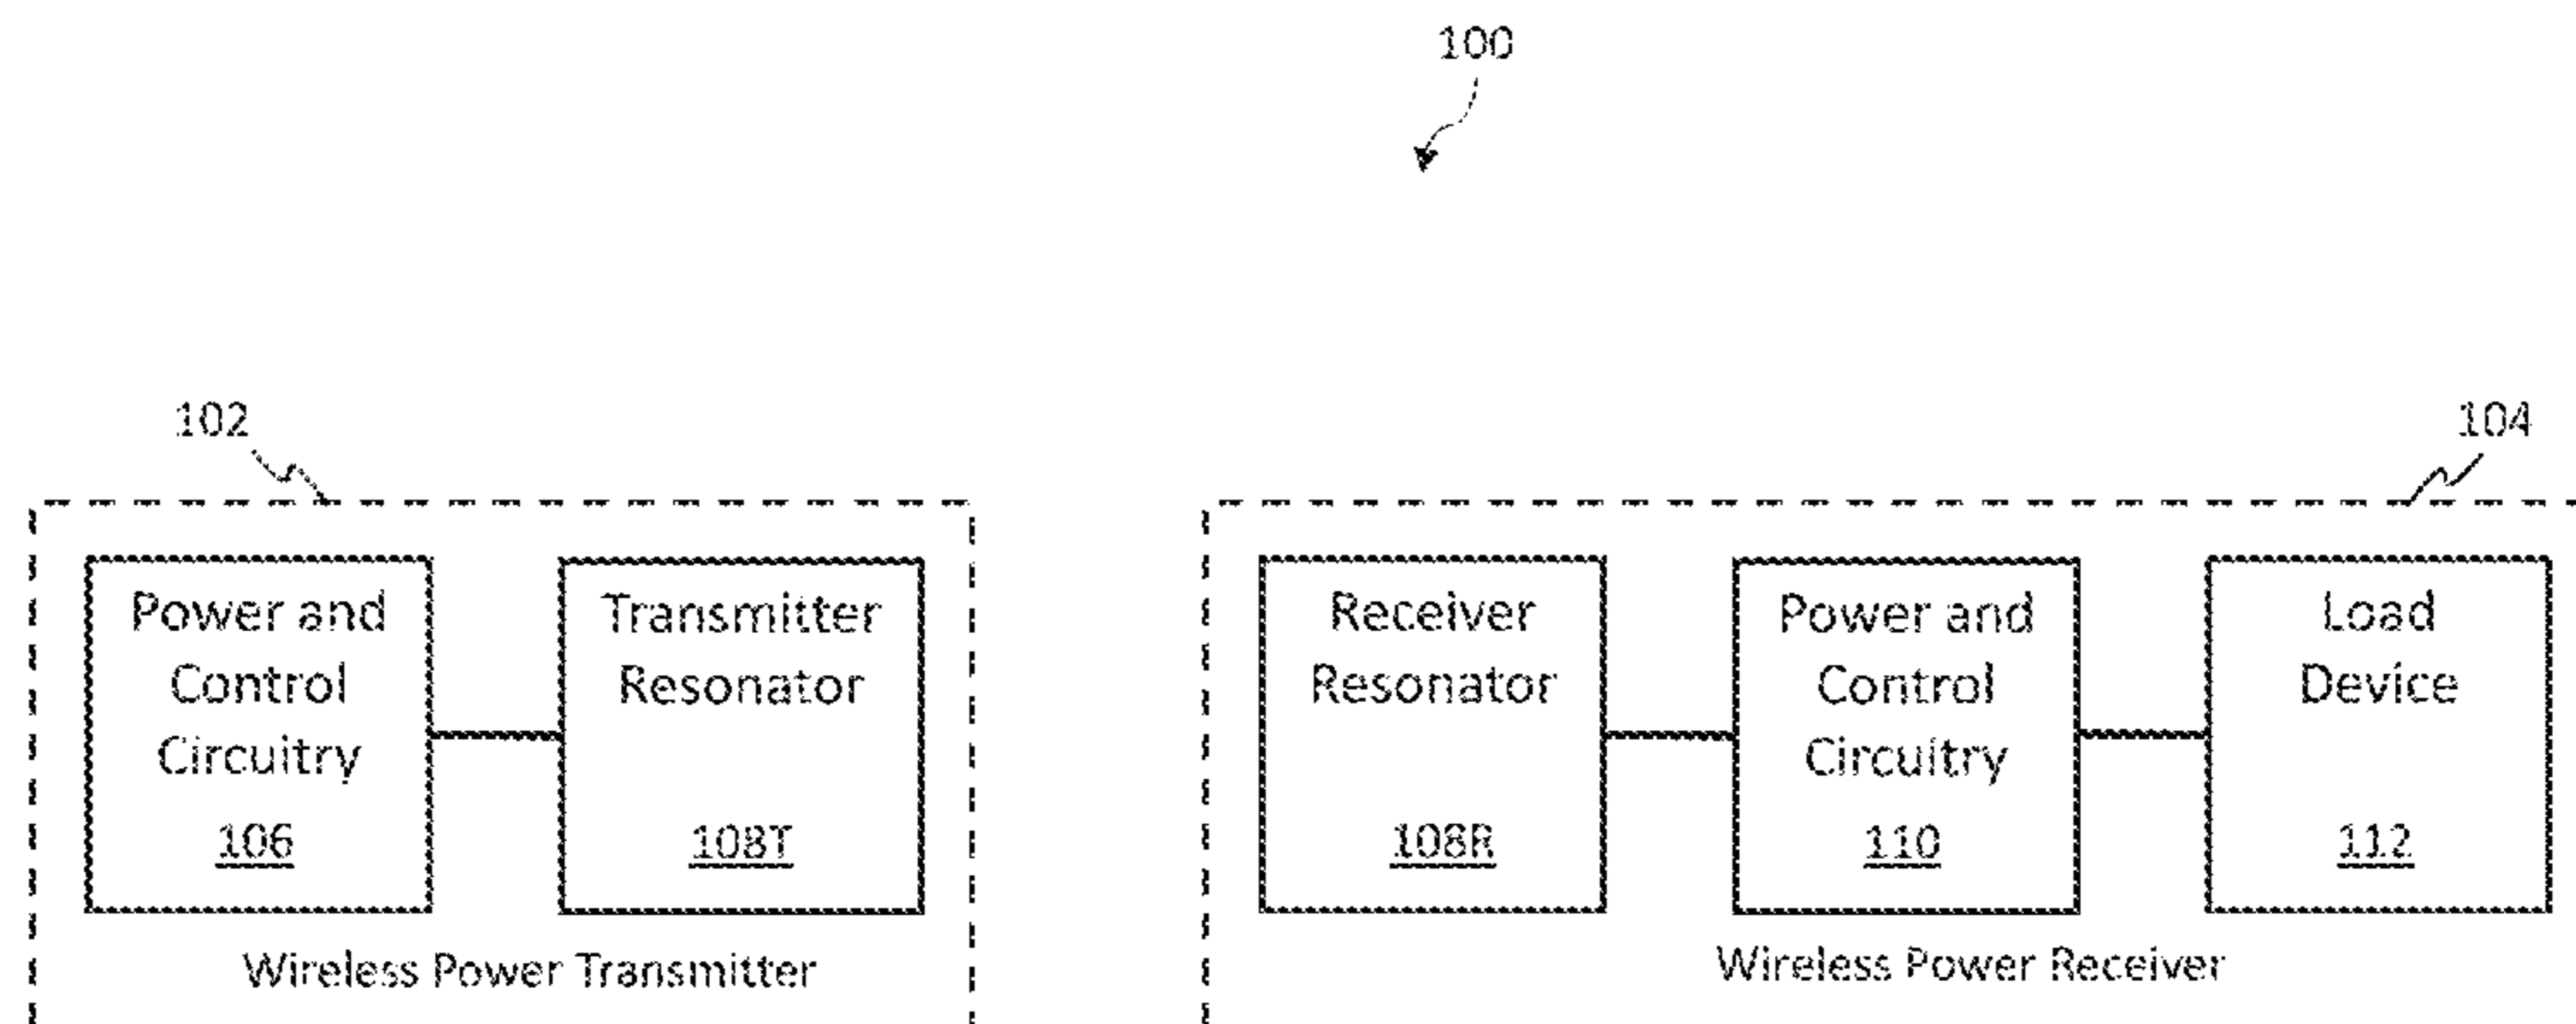 100
102
104
Power and
Control
Circuitry
106
Transmitter
Resonator
108T
Receiver
Resonator
108R
Power and
Control
Circuitry
110
Load
Device
112
Wireless Power Transmitter
Wireless Power Receiver